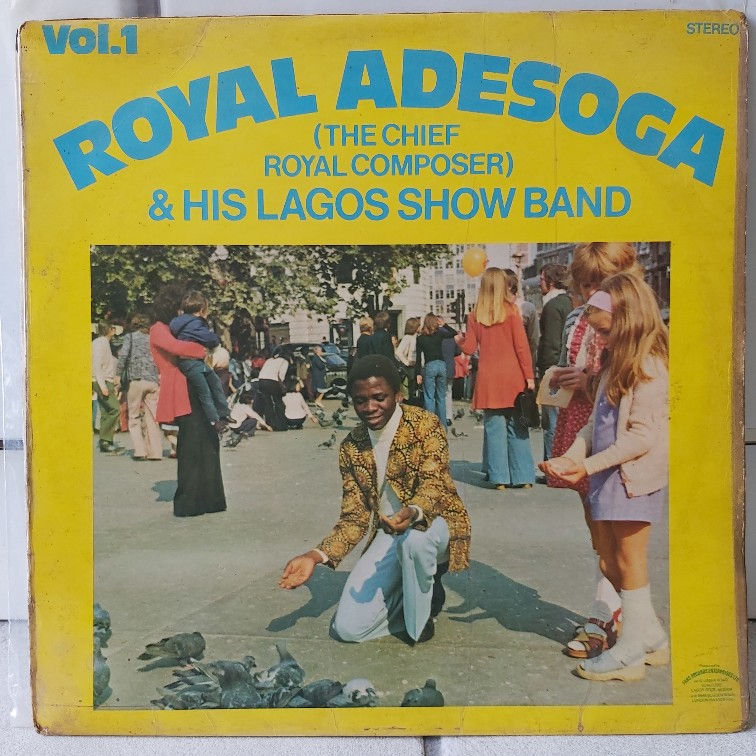 Vol.1
STEREO
ROYAL ADESOGA
(THE CHIEF
ROYAL COMPOSER)
& HIS LAGOS SHOW BAND